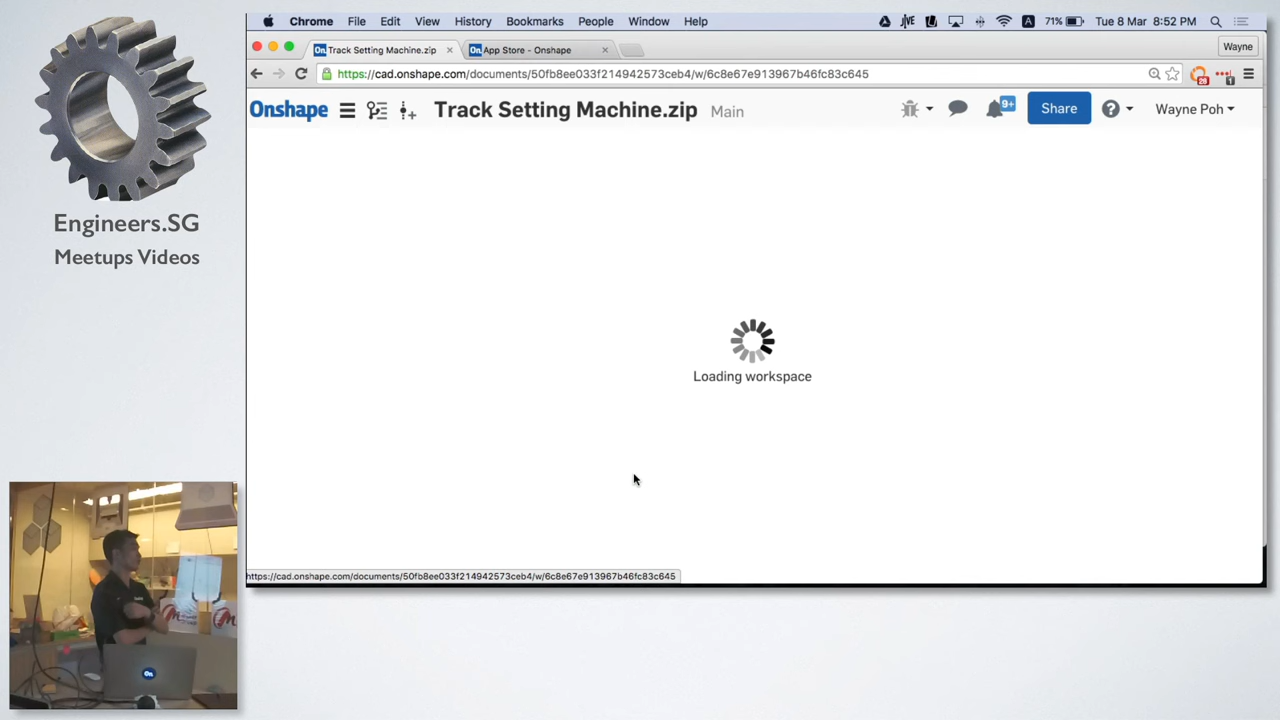 Engineers.SG
Meetups Videos
Chrome File Edit View History Bookmarks People Window Help
71% Tue 8 Mar 8:52 PM
Track Setting Machine.zip
App Store - Onshape
Wayne
https://cad.onshape.com/documents/50fb8ee033f214942573ceb4/w/6c8e67e913967b46fc83c645
Onshape
Track Setting Machine.zip Main
9+
Share
Wayne Poh
Loading workspace
https://cad.onshape.com/documents/50fb8ee033f214942573ceb4/w/6c8e67e913967b46fc83c645
On